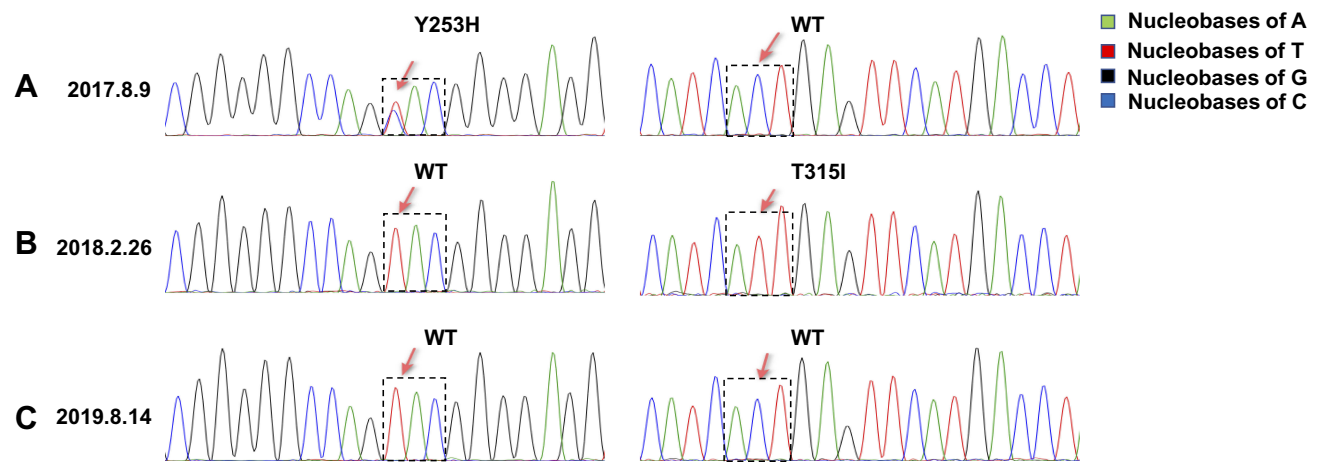 Y253H
WT
Nucleobases of A
Nucleobases of T
Nucleobases of G
Nucleobases of C
A
2017.8.9
WT
T315I
B
2018.2.26
WT
WT
C
2019.8.14